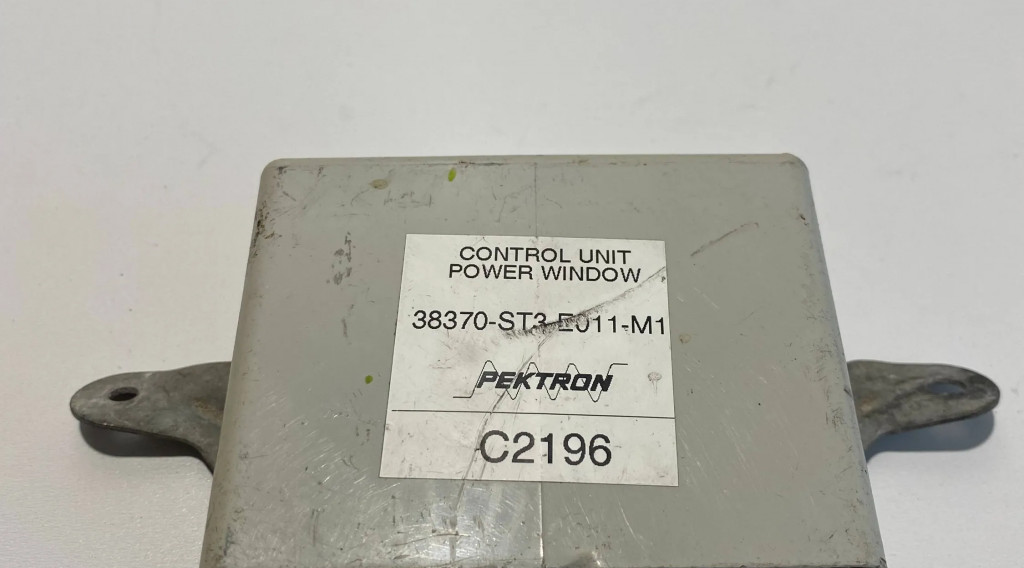 CONTROL UNIT
POWER WINDOW
38370-ST3-E011-M1
PEKTRON
C2196